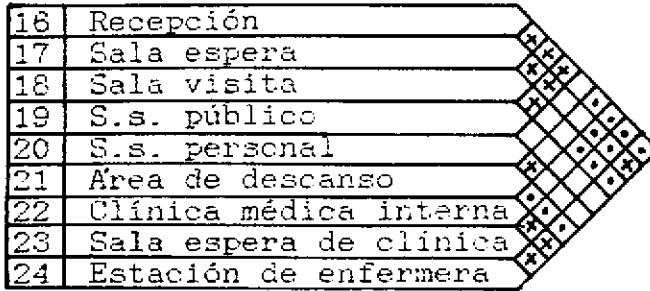 16 Recepción
17 Sala espera
18 Sala visita
19 S.s. público
20 S.s. personal
21 Área de descanso
22 Clínica médica interna
23 Sala espera de clínica
24 Estación de enfermera